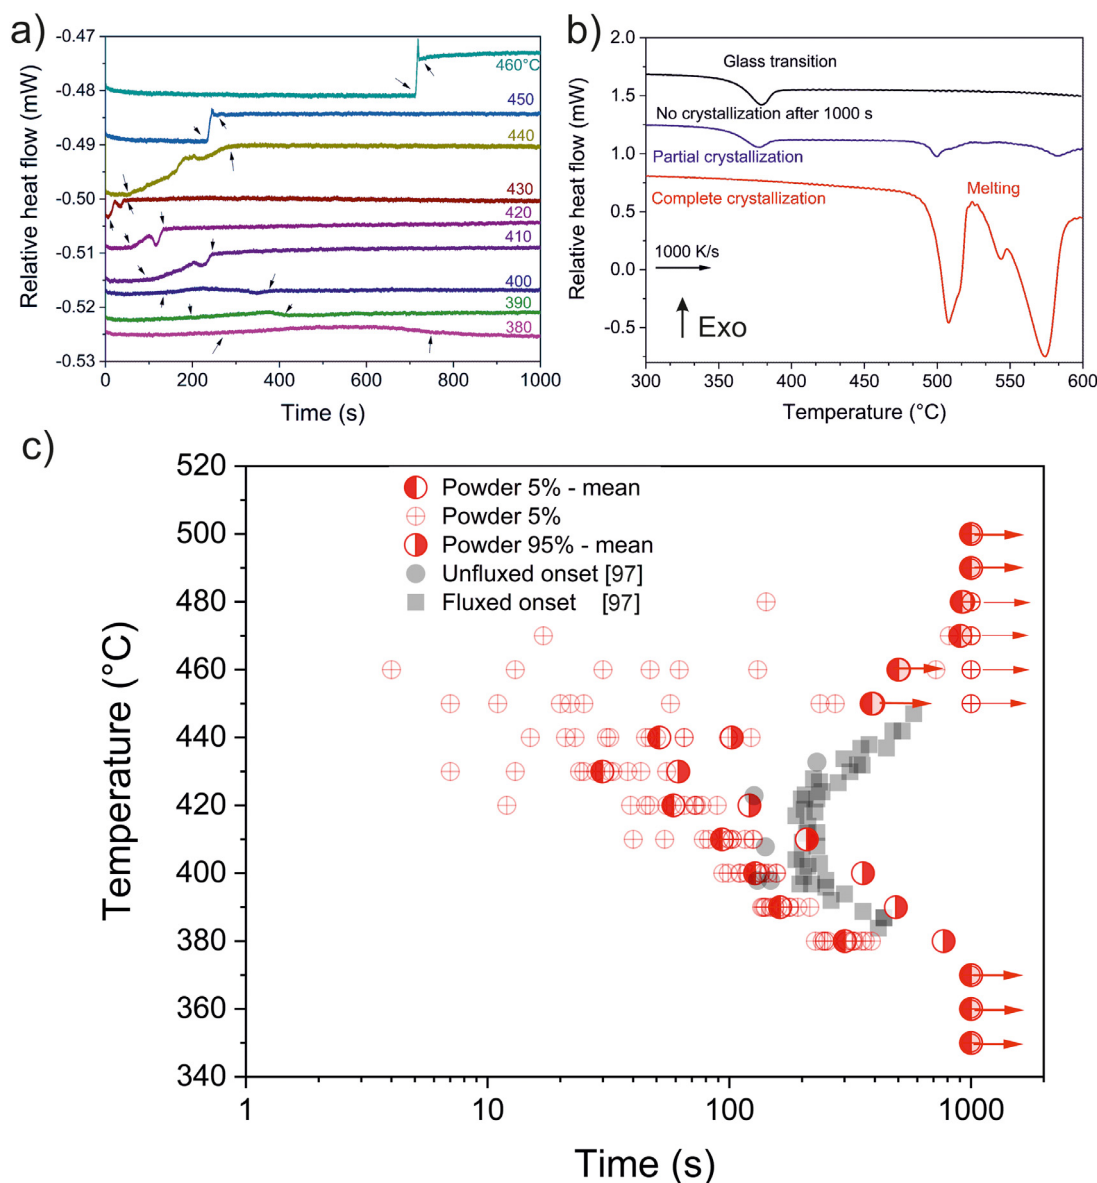 a)
-0.47
-0.48
-0.49
-0.50
-0.51
-0.52
-0.53
Relative heat flow (mW)
460°C
450
440
430
420
410
400
390
380
0
200
400
600
800
1000
Time (s)
b)
2.0
1.5
1.0
0.5
0.0
-0.5
Relative heat flow (mW)
Glass transition
No crystallization after 1000 s
Partial crystallization
Complete crystallization
Melting
1000 K/s
Exo
300
350
400
450
500
550
600
Temperature (°C)
c)
520
500
480
460
440
420
400
380
360
340
Temperature (°C)
Powder 5% - mean
Powder 5%
Powder 95% - mean
Unfluxed onset [97]
Fluxed onset [97]
1
10
100
1000
Time (s)